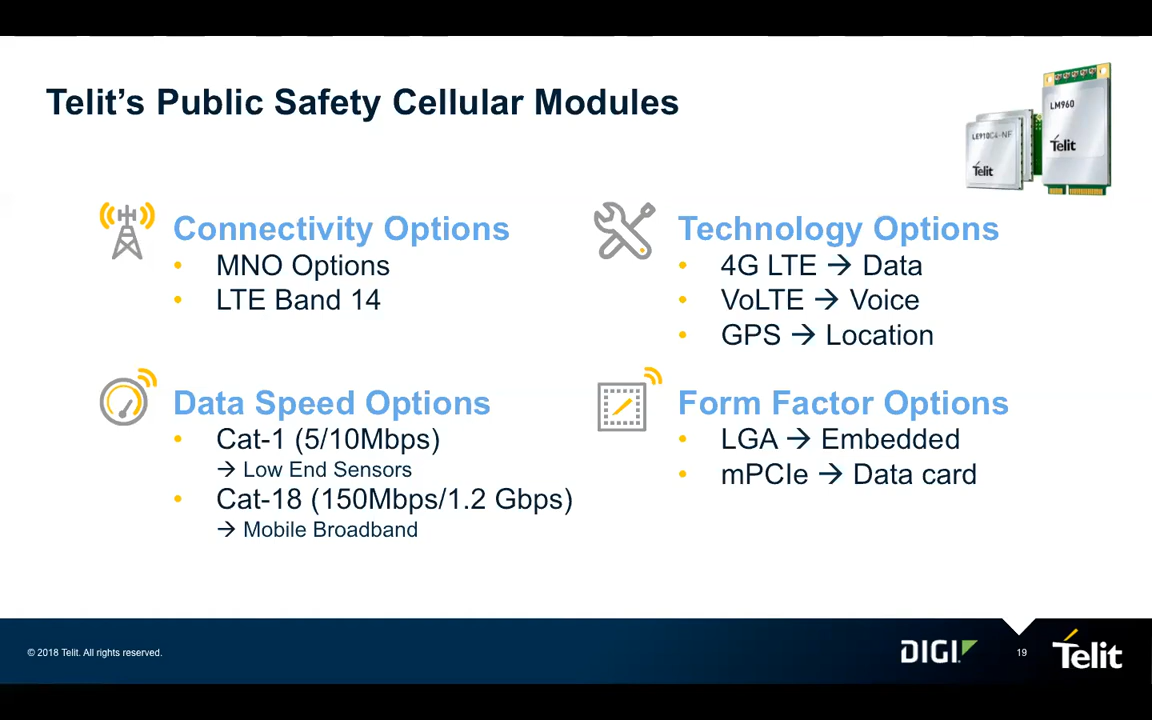 Telit’s Public Safety Cellular Modules
LM960
Telit
LE910C4-NF
Telit
Connectivity Options
• MNO Options
• LTE Band 14
Technology Options
• 4G LTE → Data
• VoLTE → Voice
• GPS → Location
Data Speed Options
• Cat-1 (5/10Mbps)
→ Low End Sensors
• Cat-18 (150Mbps/1.2 Gbps)
→ Mobile Broadband
Form Factor Options
• LGA → Embedded
• mPCIe → Data card
© 2018 Telit. All rights reserved.
DIGI
19
Telit